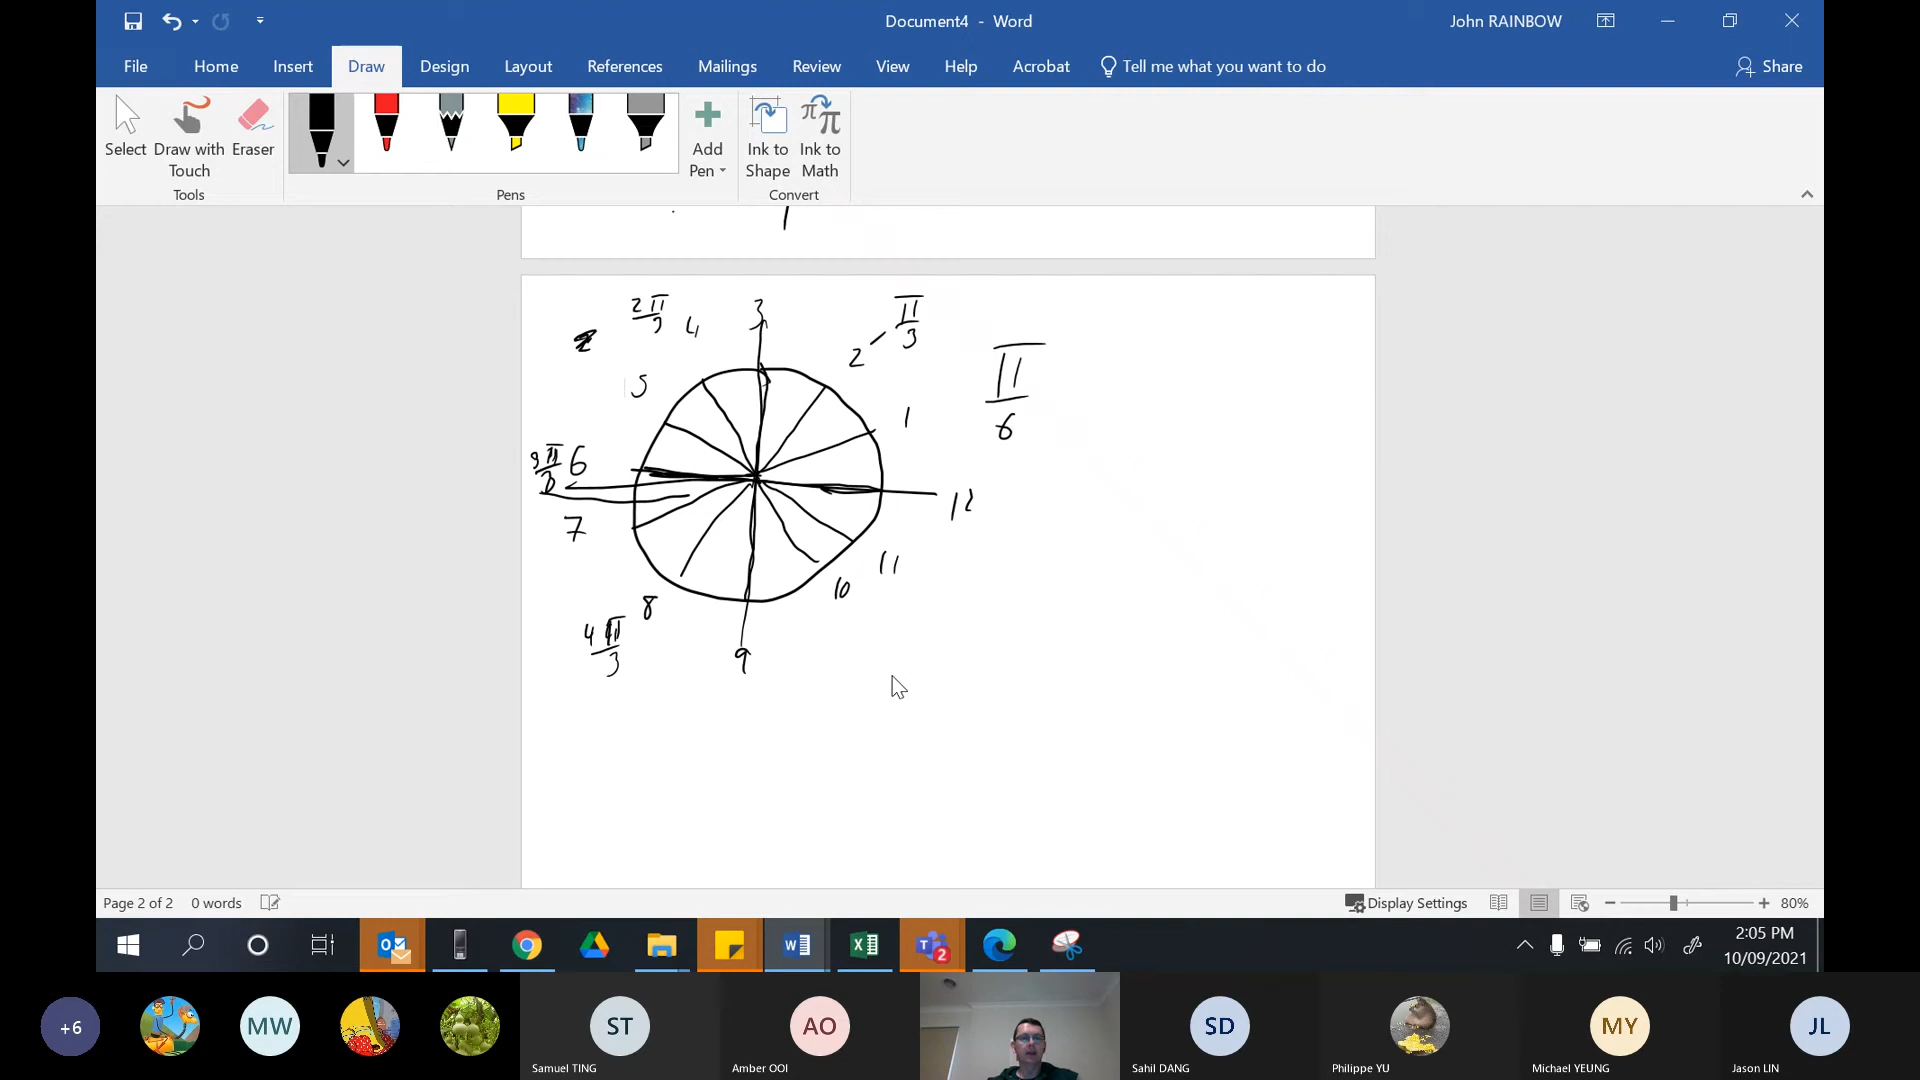 Document4 - Word
John RAINBOW
File Home Insert Draw Design Layout References Mailings Review View Help Acrobat Tell me what you want to do Share
Select Draw with Touch Eraser
Add Pen Ink to Shape Ink to Math
Tools Pens Convert
2π/3 4 3 2 π/3
5 1 π/6
3π/3 6
7 12
11
10
8
4π/3 9
Page 2 of 2 0 words Display Settings 80%
2
2:05 PM
10/09/2021
+6 MW ST AO SD MY JL
Samuel TING Amber OOI Sahil DANG Philippe YU Michael YEUNG Jason LIN